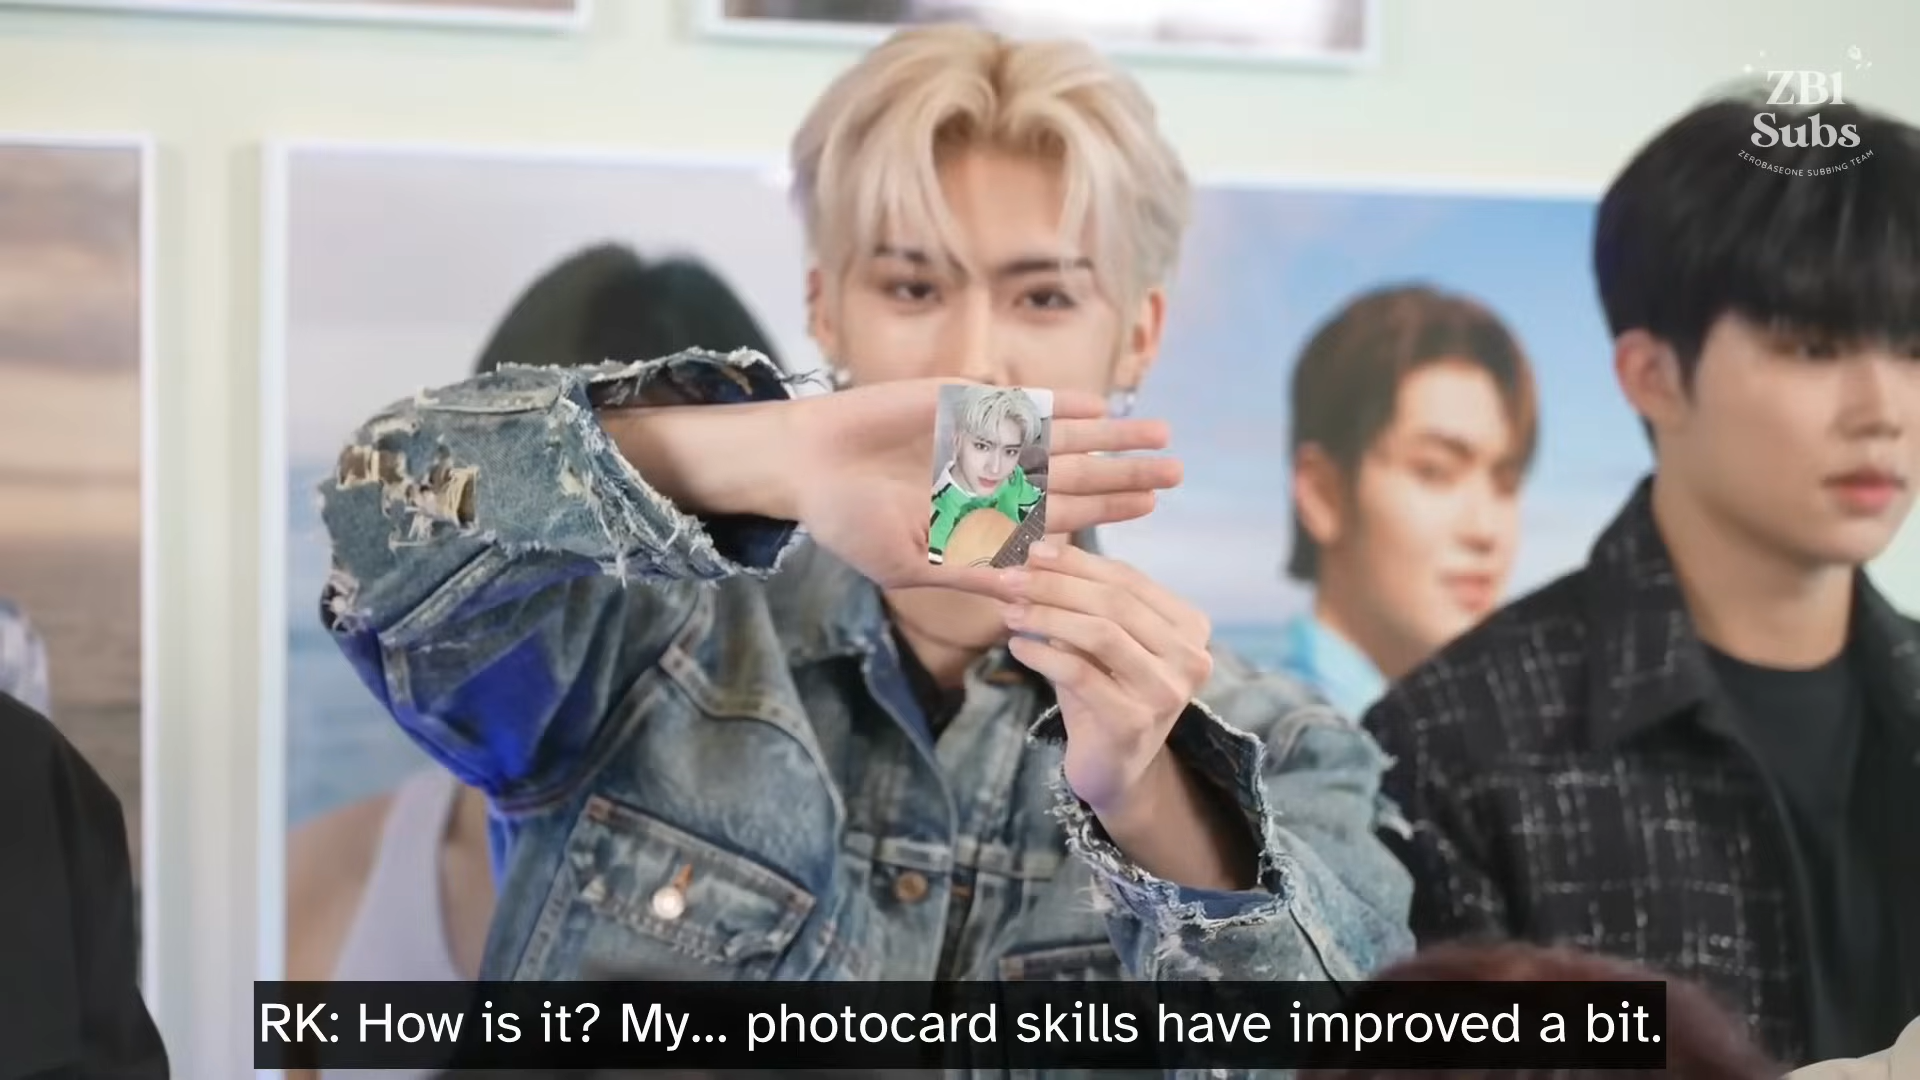 ZB1
Subs
ZEROBASEONE SUBBING TEAM
RK: How is it? My... photocard skills have improved a bit.